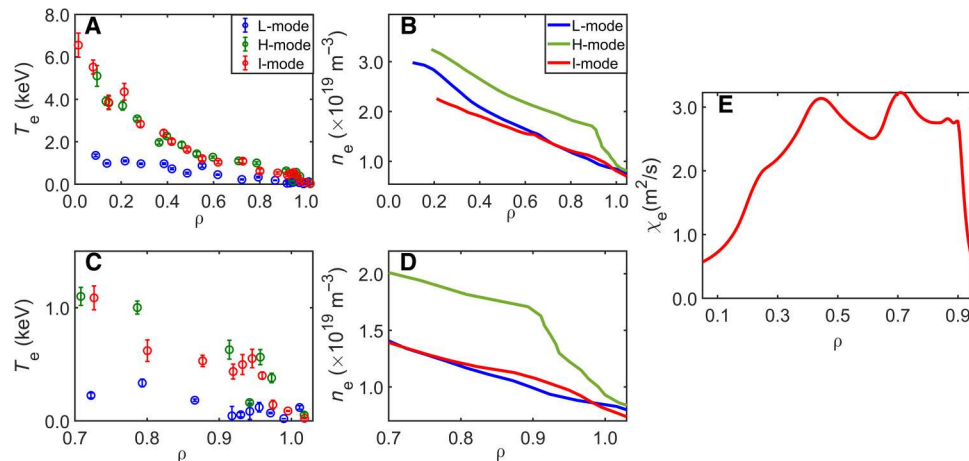 A
T_e (keV)
8.0
6.0
4.0
2.0
0.0
0.0 0.2 0.4 0.6 0.8 1.0
ρ
L-mode
H-mode
I-mode
B
n_e (×10^19 m^-3)
3.0
2.0
1.0
0.0 0.2 0.4 0.6 0.8 1.0
ρ
L-mode
H-mode
I-mode
C
T_e (keV)
1.0
0.0
0.7 0.8 0.9 1.0
ρ
D
n_e (×10^19 m^-3)
2.0
1.5
1.0
0.7 0.8 0.9 1.0
ρ
E
χ_e(m^2/s)
3.0
2.0
1.0
0.0
0.1 0.3 0.5 0.7 0.9
ρ